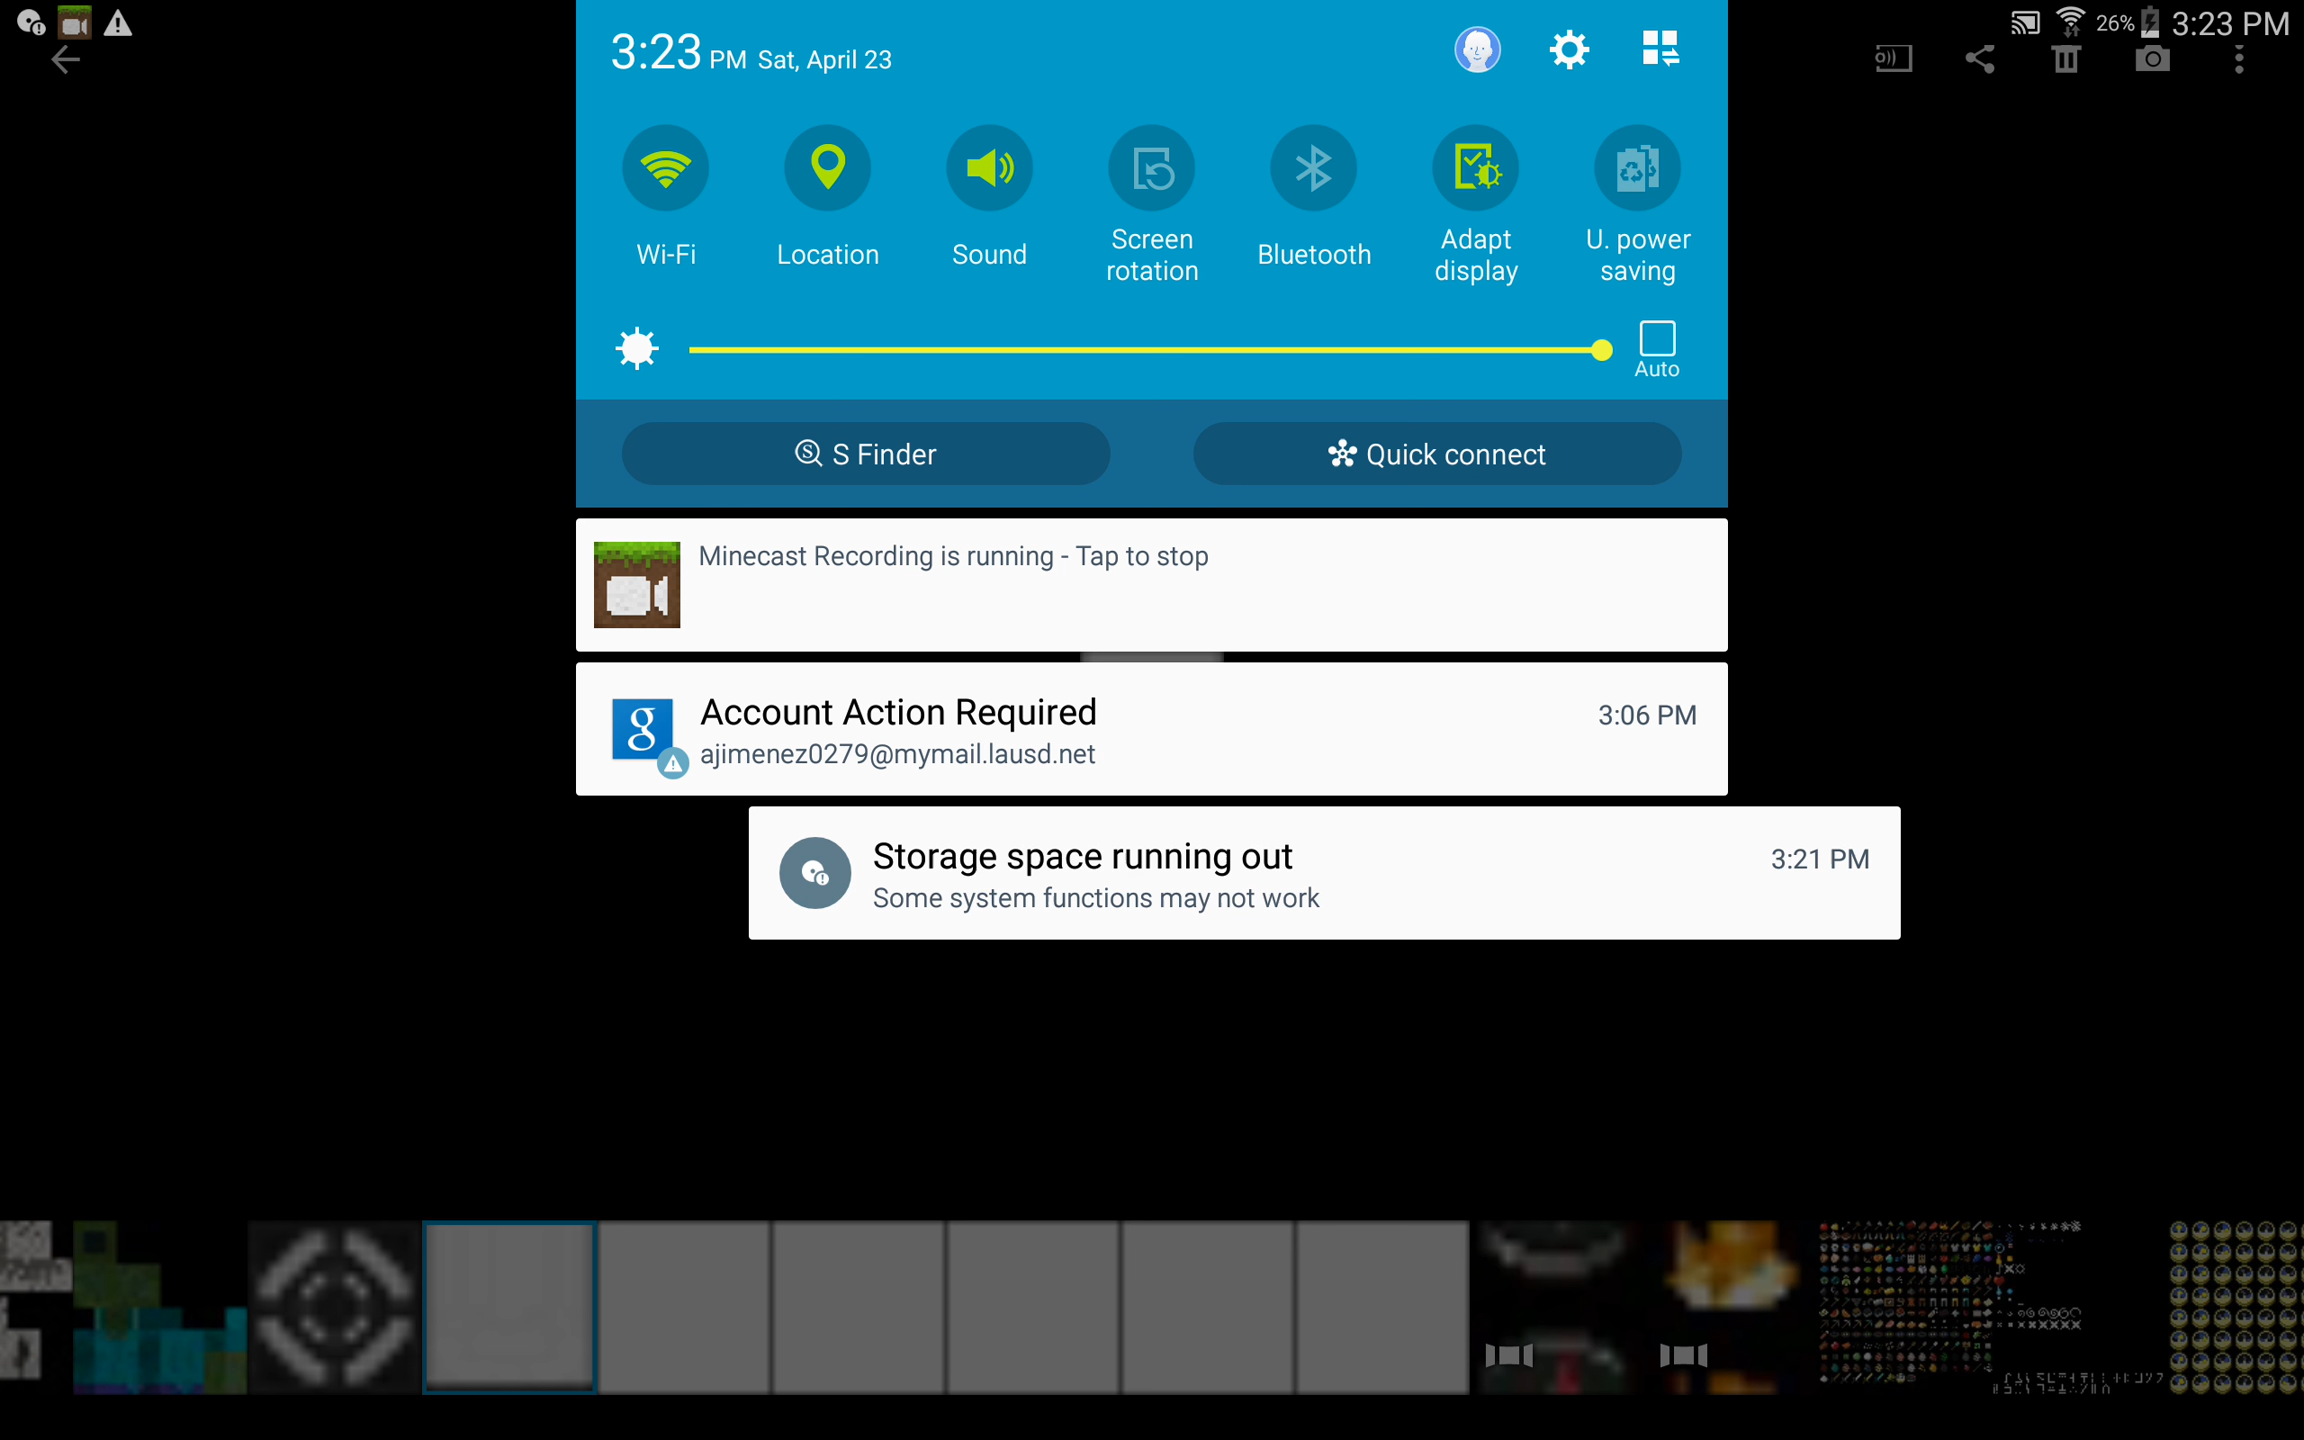 26% 3:23 PM
3:23 PM Sat, April 23
Wi-Fi
Location
Sound
Screen
rotation
Bluetooth
Adapt
display
U. power
saving
Auto
S Finder
Quick connect
Minecast Recording is running - Tap to stop
Account Action Required
3:06 PM
ajimenez0279@mymail.lausd.net
Storage space running out
3:21 PM
Some system functions may not work